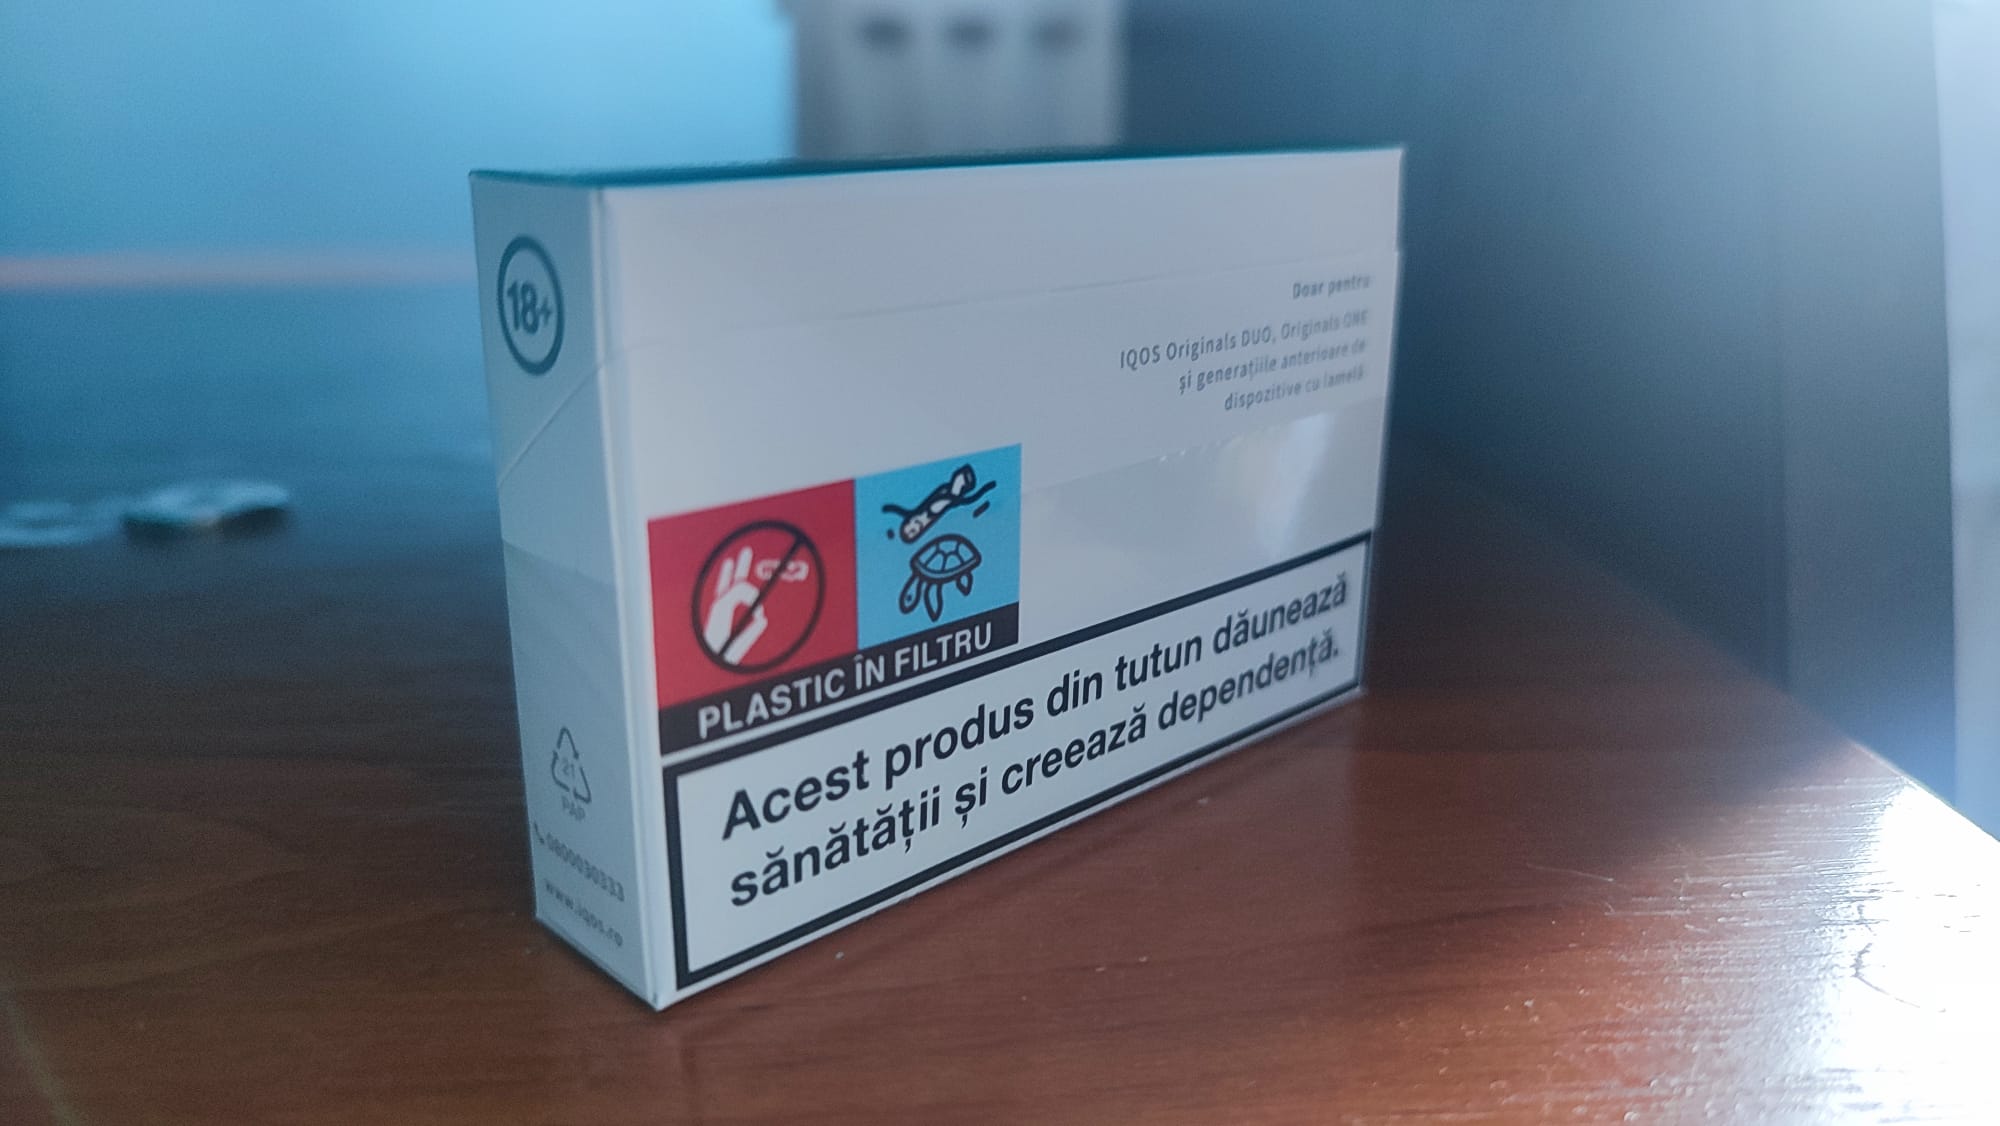 18+
Doar pentru
IQOS Originals DUO, Originals ONE
și generațiile anterioare de
dispozitive cu lamelă
PLASTIC ÎN FILTRU
Acest produs din tutun dăunează
sănătății și creează dependență.
21
PAP
0800030333
www.iqos.ro